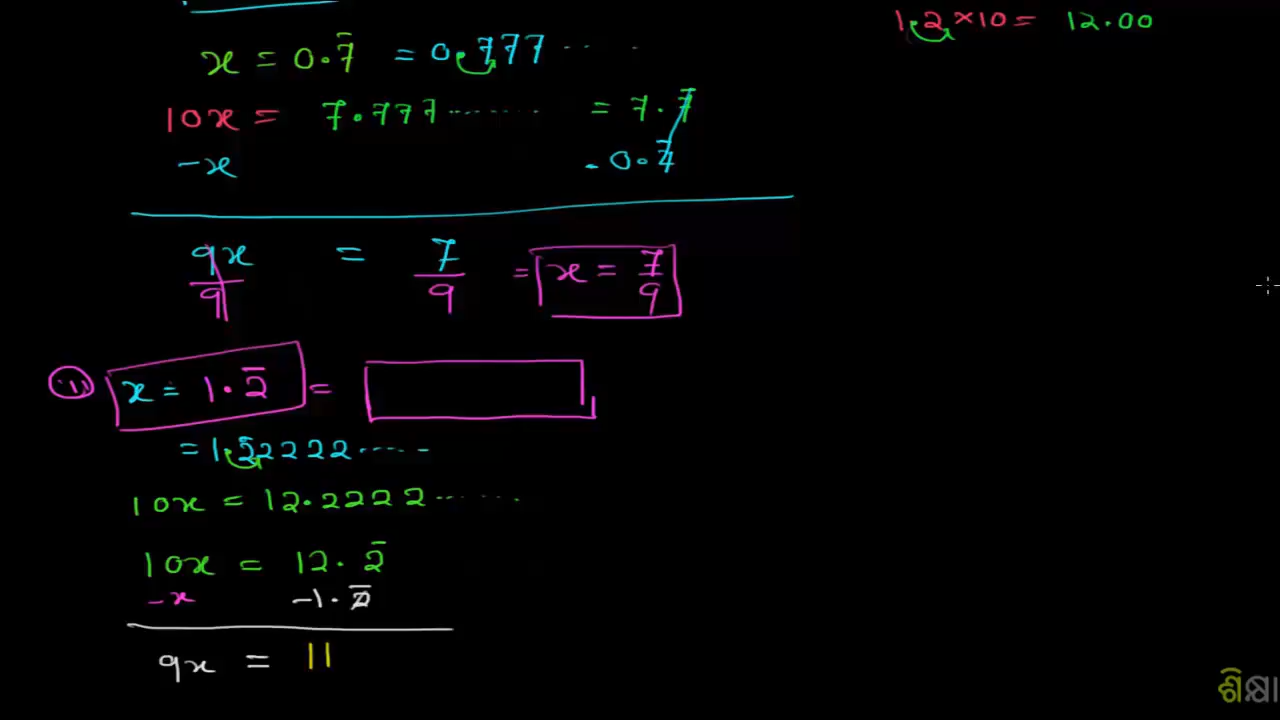 1.2×10= 12.00
x = 0.7̅ = 0.777.....
10x = 7.777........ = 7.7̅
-x -0.7̅
9x/9 = 7/9 = x = 7/9
(ii) x = 1.2̅ =
= 1.22222.....
10x = 12.2222......
10x = 12.2̅
-x -1.2̅
9x = 11
ଶିକ୍ଷା